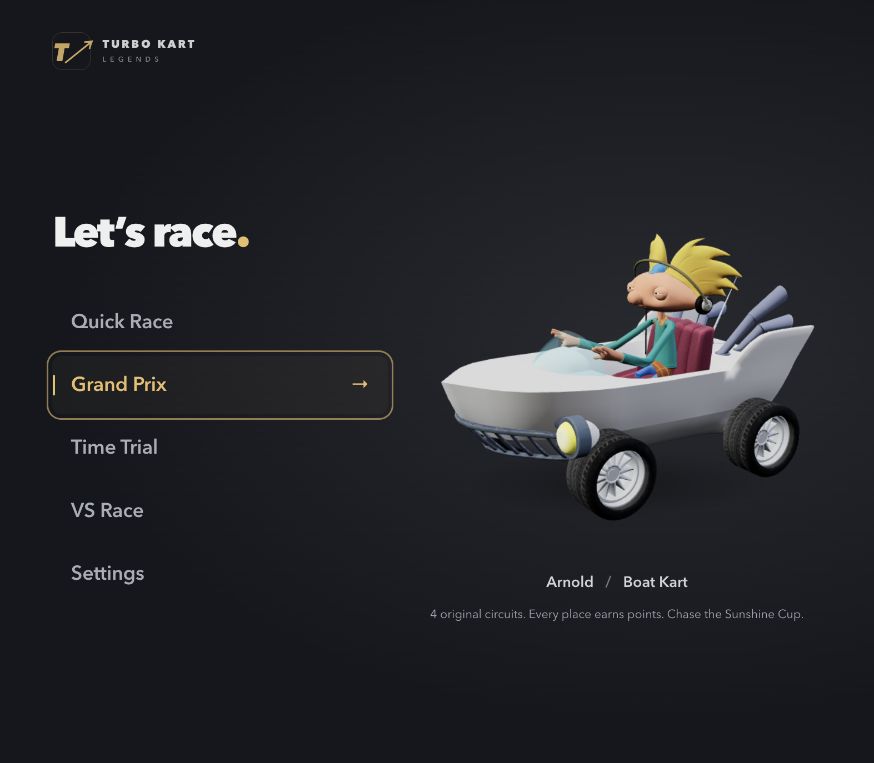 TURBO KART
LEGENDS
Let’s race.
Quick Race
Grand Prix →
Time Trial
VS Race
Settings
Arnold / Boat Kart
4 original circuits. Every place earns points. Chase the Sunshine Cup.